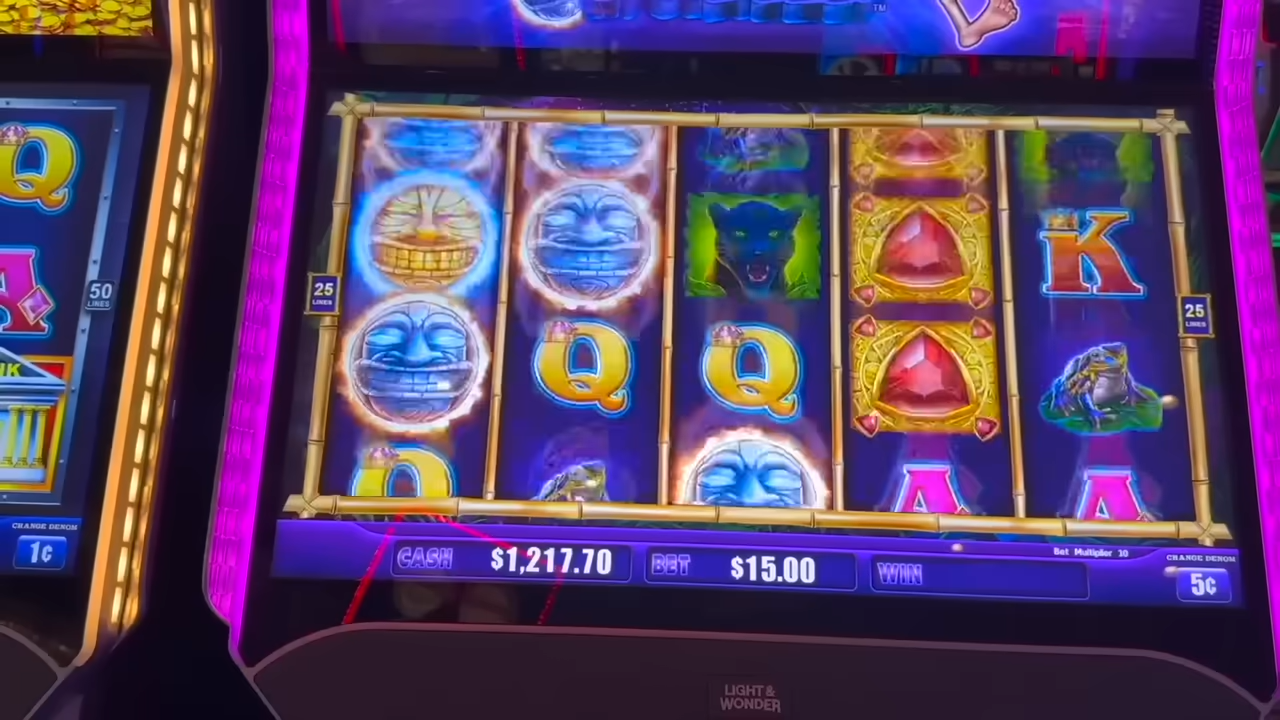 TM
Q
K
25
LINES
25
LINES
50
LINES
A
Q
Q
Q
A
A
CHANGE DENOM
1¢
CASH $1,217.70
BET $15.00
WIN
Bet Multiplier 10
CHANGE DENOM
5¢
LIGHT &
WONDER